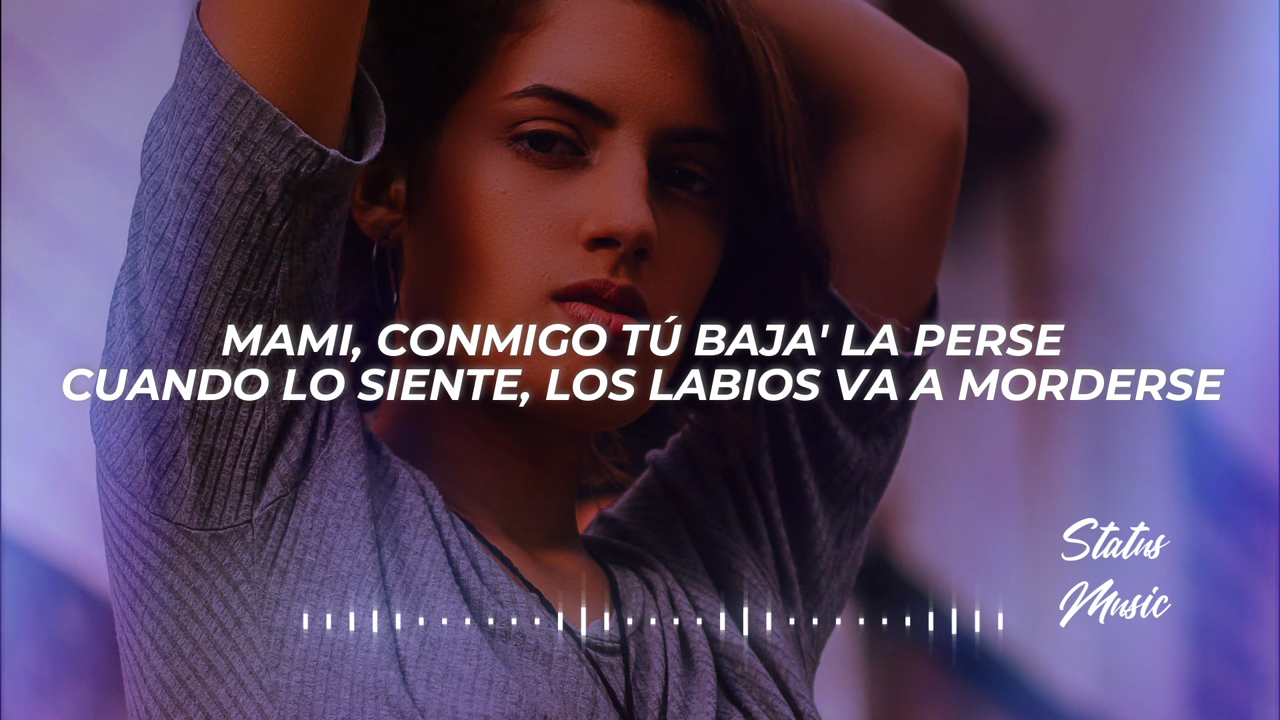 MAMI, CONMIGO TÚ BAJA' LA PERSE
CUANDO LO SIENTE, LOS LABIOS VA A MORDERSE
Status
Music